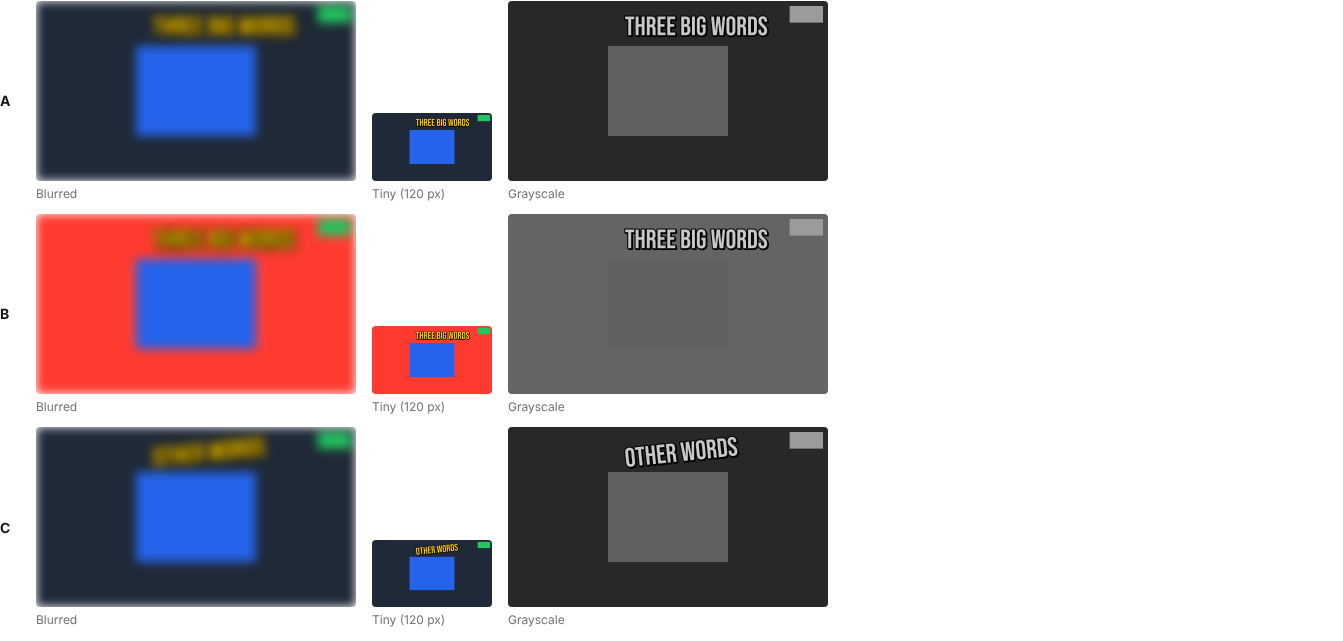 THREE BIG WORDS
THREE BIG WORDS
THREE BIG WORDS
A
Blurred
Tiny (120 px)
Grayscale
THREE BIG WORDS
THREE BIG WORDS
THREE BIG WORDS
B
Blurred
Tiny (120 px)
Grayscale
OTHER WORDS
OTHER WORDS
OTHER WORDS
C
Blurred
Tiny (120 px)
Grayscale